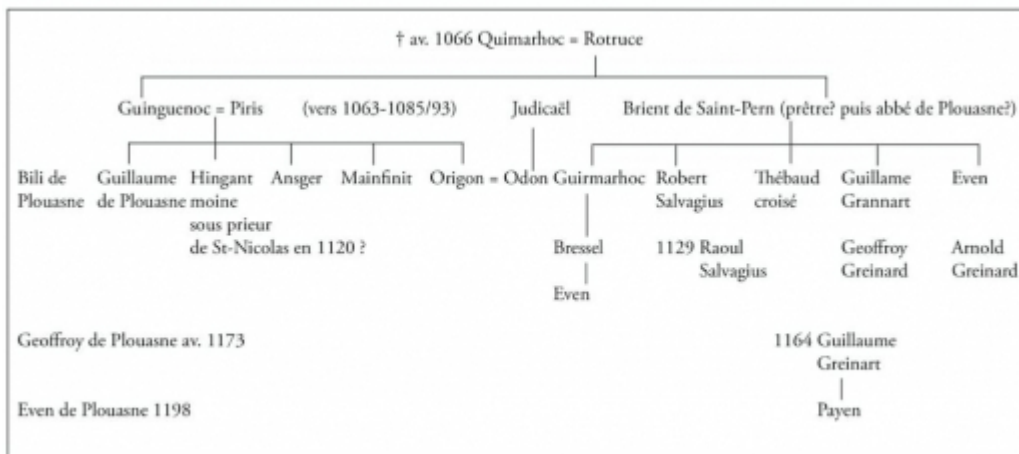 † av. 1066 Quimarhoc = Rotruce
Guinguenoc = Piris (vers 1063-1085/93) Judicaël Brient de Saint-Pern (prêtre? puis abbé de Plouasne?)
Bili de Guillaume Hingant Ansger Mainfinit Origon = Odon Guirmarhoc Robert Thébaud Guillame Even
Plouasne de Plouasne moine Salvagius croisé Grannart
sous prieur
de St-Nicolas en 1120 ? Bressel 1129 Raoul Geoffroy Arnold
Salvagius Greinard Greinard
Even
Geoffroy de Plouasne av. 1173 1164 Guillaume
Greinart
Even de Plouasne 1198 Payen